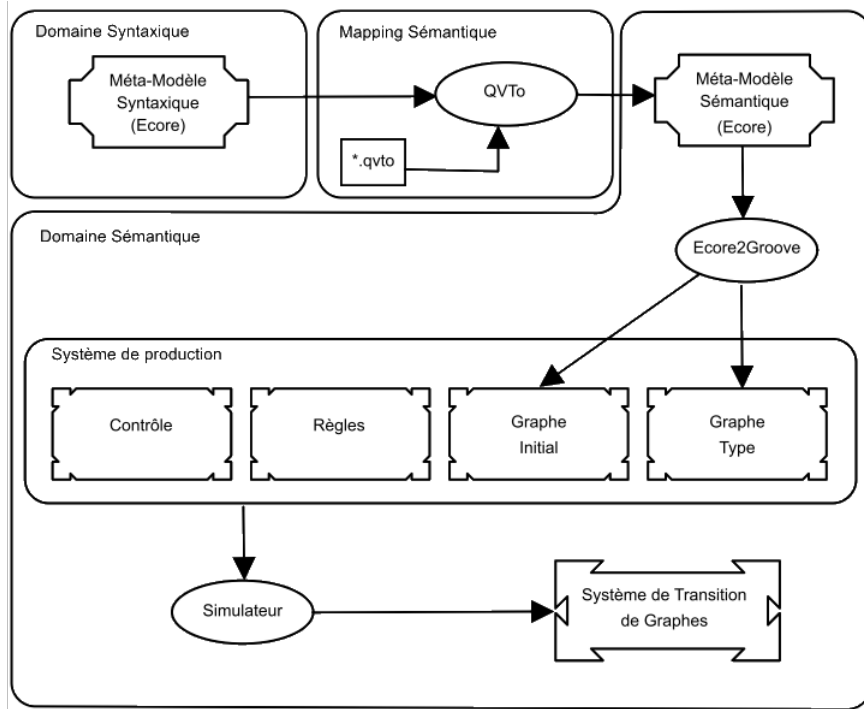 Domaine Syntaxique
Méta-Modèle
Syntaxique
(Ecore)
Mapping Sémantique
QVTo
*.qvto
Méta-Modèle
Sémantique
(Ecore)
Domaine Sémantique
Ecore2Groove
Système de production
Contrôle
Règles
Graphe
Initial
Graphe
Type
Simulateur
Système de Transition
de Graphes